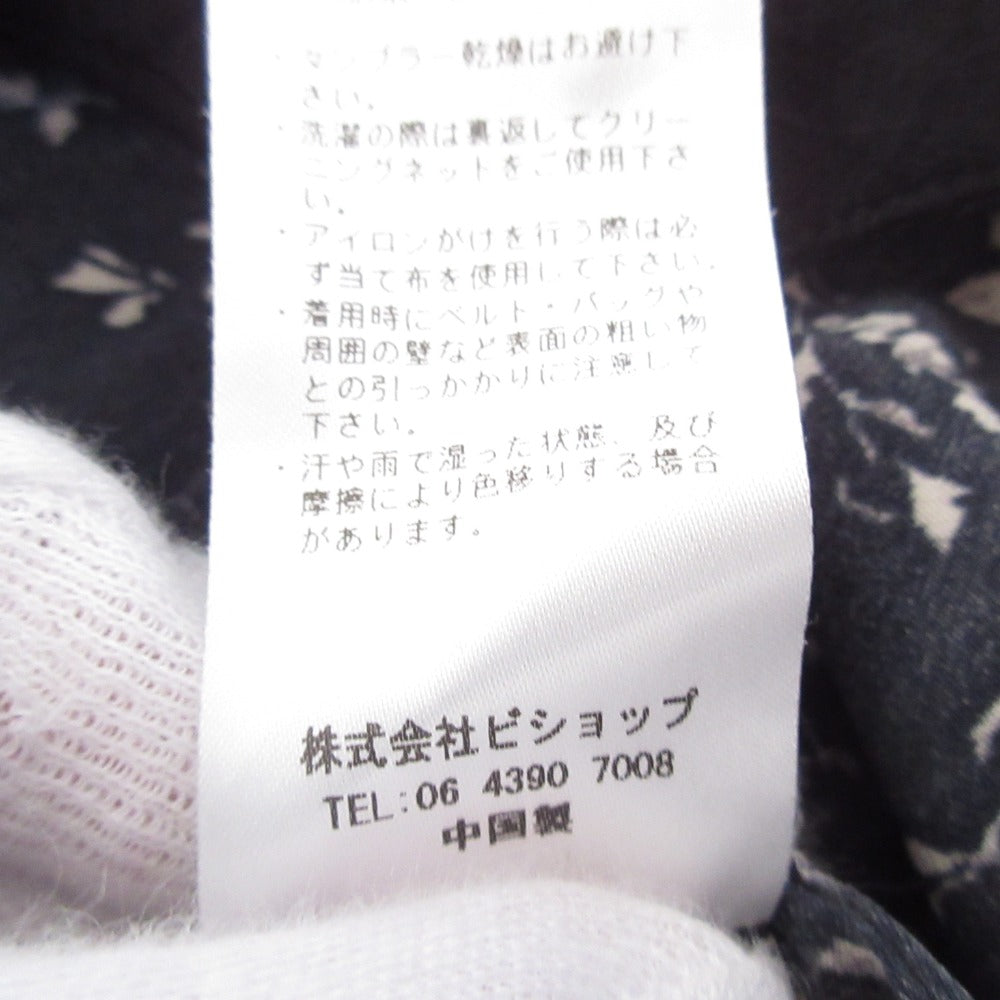 ・タンブラー乾燥はお避け下
さい。
・洗濯の際は裏返してクリー
ニングネットをご使用下さ
い。
・アイロンがけを行う際は必
ず当て布を使用して下さい。
・着用時にベルト・バッグや
周囲の壁など表面の粗い物
との引っかかりに注意して
下さい。
・汗や雨で湿った状態、及び
摩擦により色移りする場合
があります。
株式会社ビショップ
TEL:06 4390 7008
中国製